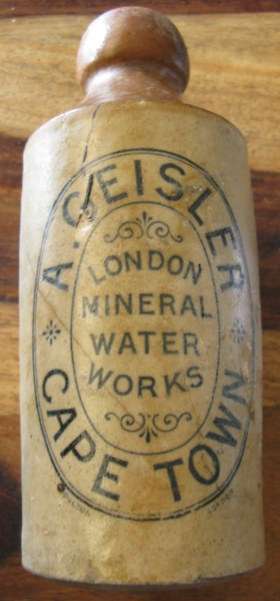 A. GEISLER
LONDON
MINERAL
WATER
WORKS
CAPE TOWN